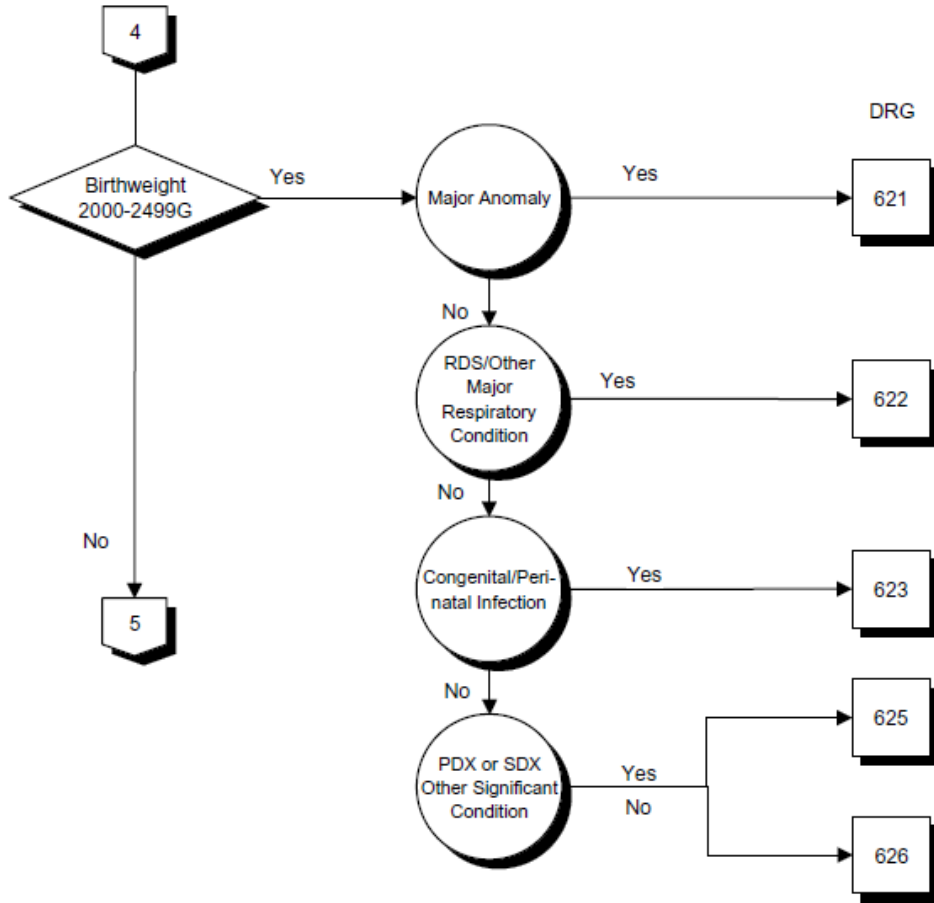 4
DRG
Birthweight
2000-2499G
Yes
Major Anomaly
Yes
621
No
RDS/Other
Major
Respiratory
Condition
Yes
622
No
No
Congenital/Peri-
natal Infection
Yes
623
5
No
PDX or SDX
Other Significant
Condition
Yes
No
625
626